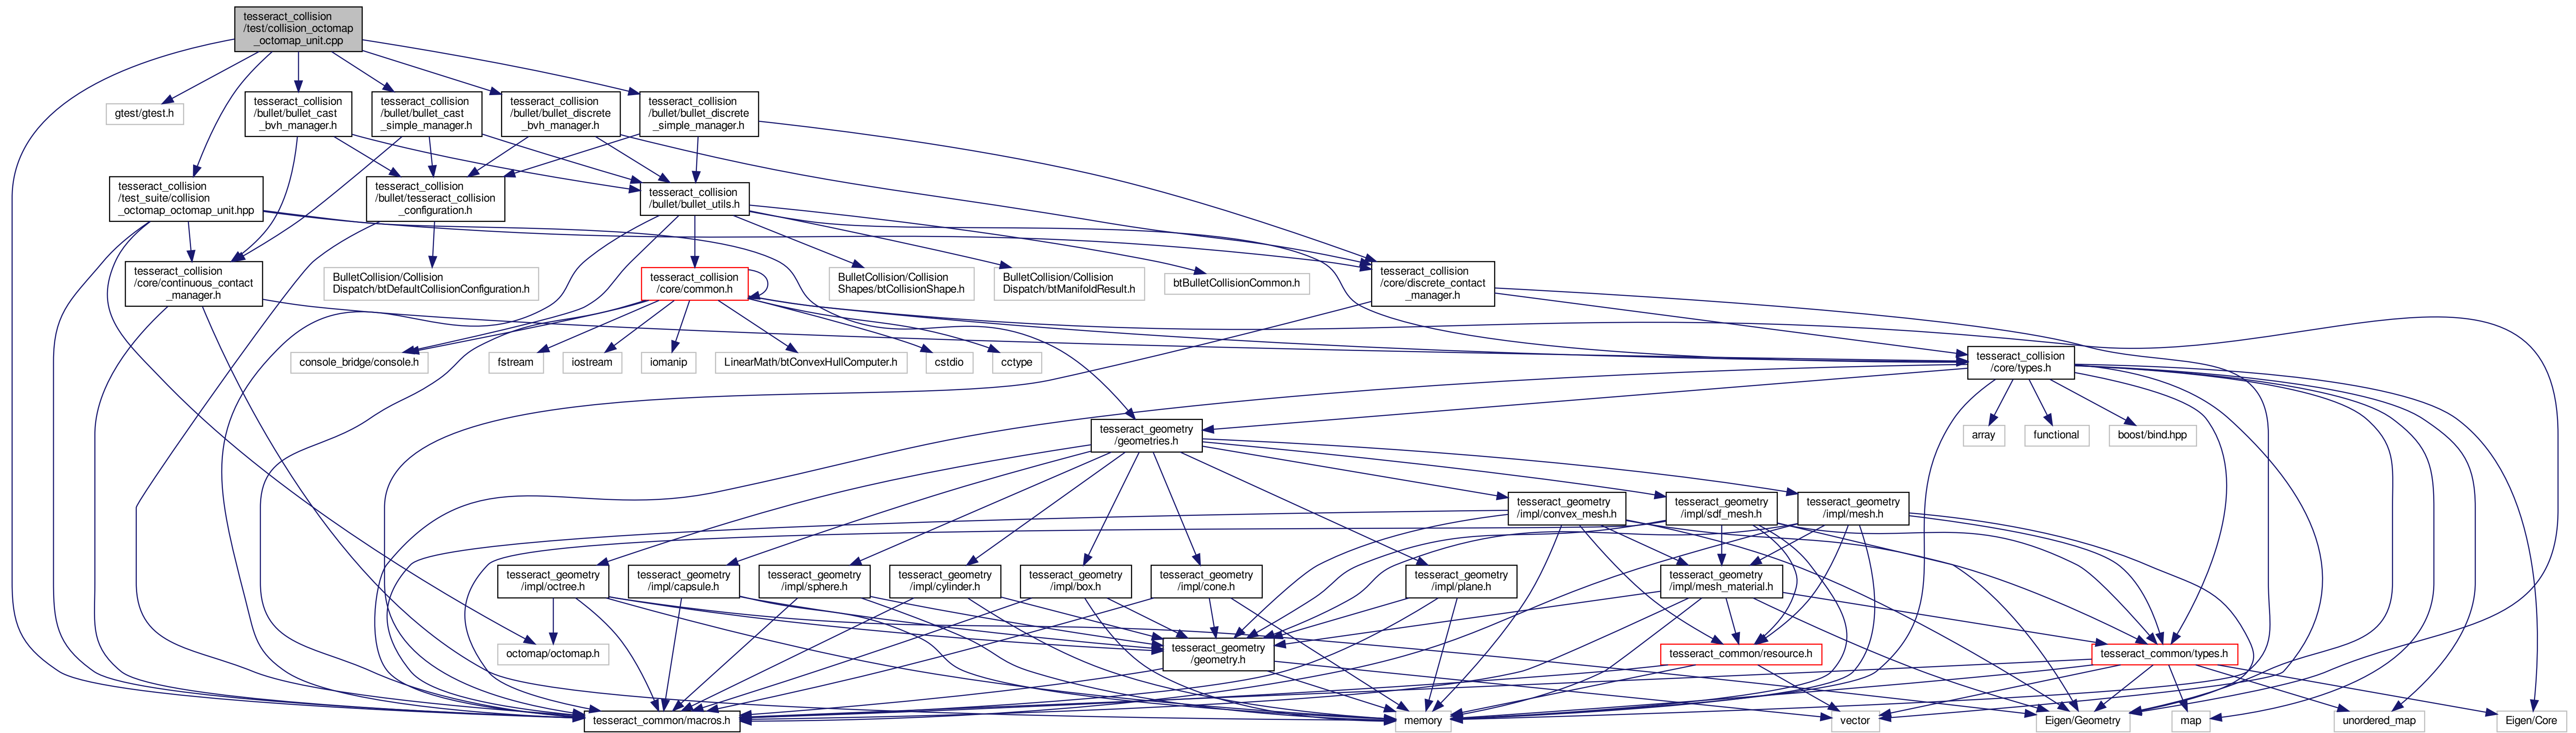 tesseract_collision
/test/collision_octomap
_octomap_unit.cpp
gtest/gtest.h
tesseract_collision
/bullet/bullet_cast
_bvh_manager.h
tesseract_collision
/bullet/bullet_cast
_simple_manager.h
tesseract_collision
/bullet/bullet_discrete
_bvh_manager.h
tesseract_collision
/bullet/bullet_discrete
_simple_manager.h
tesseract_collision
/test_suite/collision
_octomap_octomap_unit.hpp
tesseract_collision
/bullet/tesseract_collision
_configuration.h
tesseract_collision
/bullet/bullet_utils.h
tesseract_collision
/core/continuous_contact
_manager.h
BulletCollision/Collision
Dispatch/btDefaultCollisionConfiguration.h
tesseract_collision
/core/common.h
BulletCollision/Collision
Shapes/btCollisionShape.h
BulletCollision/Collision
Dispatch/btManifoldResult.h
btBulletCollisionCommon.h
tesseract_collision
/core/discrete_contact
_manager.h
console_bridge/console.h
fstream
iostream
iomanip
LinearMath/btConvexHullComputer.h
cstdio
cctype
tesseract_collision
/core/types.h
tesseract_geometry
/geometries.h
array
functional
boost/bind.hpp
tesseract_geometry
/impl/convex_mesh.h
tesseract_geometry
/impl/sdf_mesh.h
tesseract_geometry
/impl/mesh.h
tesseract_geometry
/impl/octree.h
tesseract_geometry
/impl/capsule.h
tesseract_geometry
/impl/sphere.h
tesseract_geometry
/impl/cylinder.h
tesseract_geometry
/impl/box.h
tesseract_geometry
/impl/cone.h
tesseract_geometry
/impl/plane.h
tesseract_geometry
/impl/mesh_material.h
octomap/octomap.h
tesseract_geometry
/geometry.h
tesseract_common/resource.h
tesseract_common/types.h
tesseract_common/macros.h
memory
vector
Eigen/Geometry
map
unordered_map
Eigen/Core